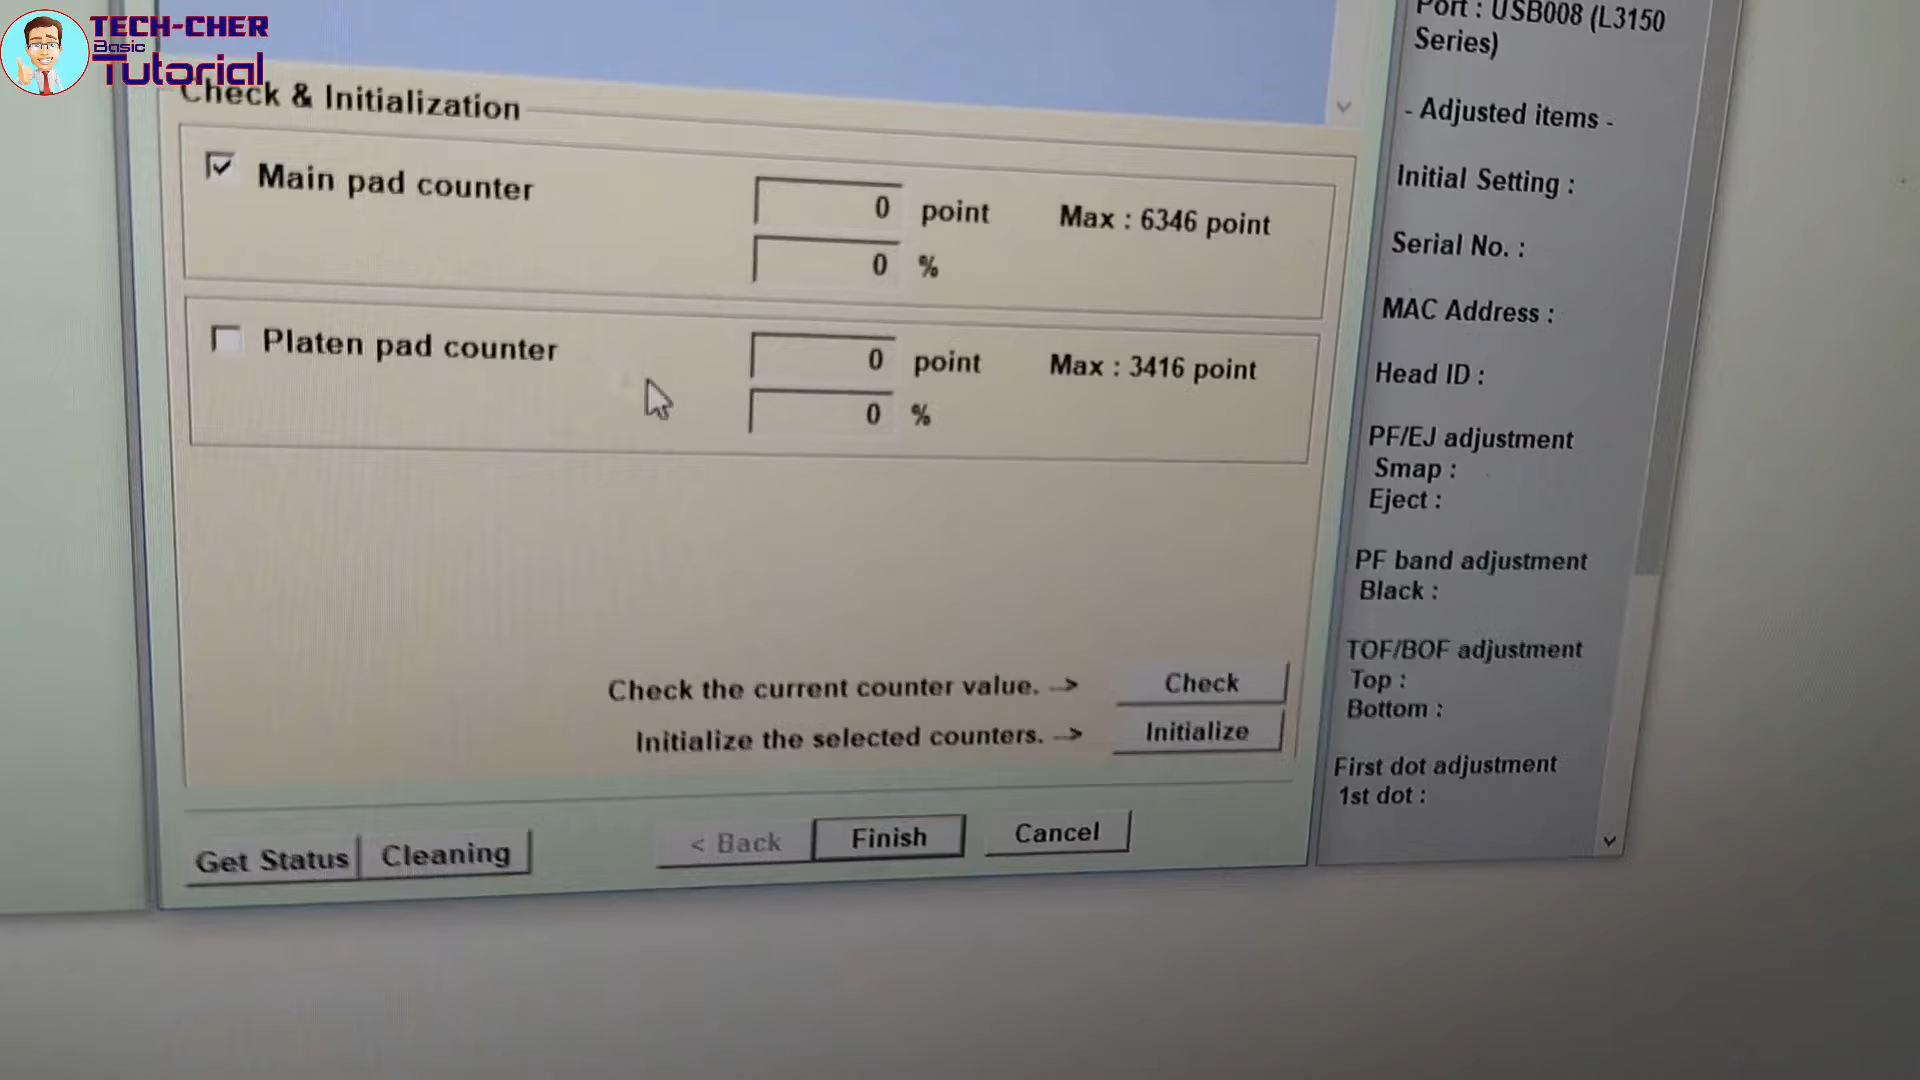 TECH-CHER
Basic
Tutorial
Check & Initialization
Main pad counter
0 point Max : 6346 point
0 %
Platen pad counter
0 point Max : 3416 point
0 %
Check the current counter value. --> Check
Initialize the selected counters. --> Initialize
Get Status Cleaning < Back Finish Cancel
Port : USB008 (L3150
Series)
- Adjusted items -
Initial Setting :
Serial No. :
MAC Address :
Head ID :
PF/EJ adjustment
Smap :
Eject :
PF band adjustment
Black :
TOF/BOF adjustment
Top :
Bottom :
First dot adjustment
1st dot :